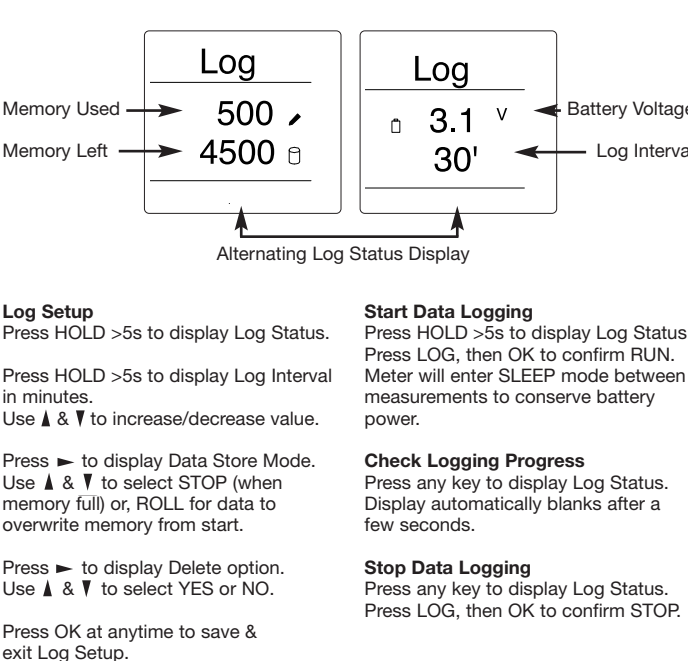 Log
500
4500
Log
3.1 V
30'
Memory Used
Memory Left
Battery Voltage
Log Interva
Alternating Log Status Display
Log Setup
Press HOLD >5s to display Log Status.
Press HOLD >5s to display Log Interval
in minutes.
Use ▲ & ▼ to increase/decrease value.
Press ► to display Data Store Mode.
Use ▲ & ▼ to select STOP (when
memory full) or, ROLL for data to
overwrite memory from start.
Press ► to display Delete option.
Use ▲ & ▼ to select YES or NO.
Press OK at anytime to save &
exit Log Setup.
Start Data Logging
Press HOLD >5s to display Log Status
Press LOG, then OK to confirm RUN.
Meter will enter SLEEP mode between
measurements to conserve battery
power.
Check Logging Progress
Press any key to display Log Status.
Display automatically blanks after a
few seconds.
Stop Data Logging
Press any key to display Log Status.
Press LOG, then OK to confirm STOP.